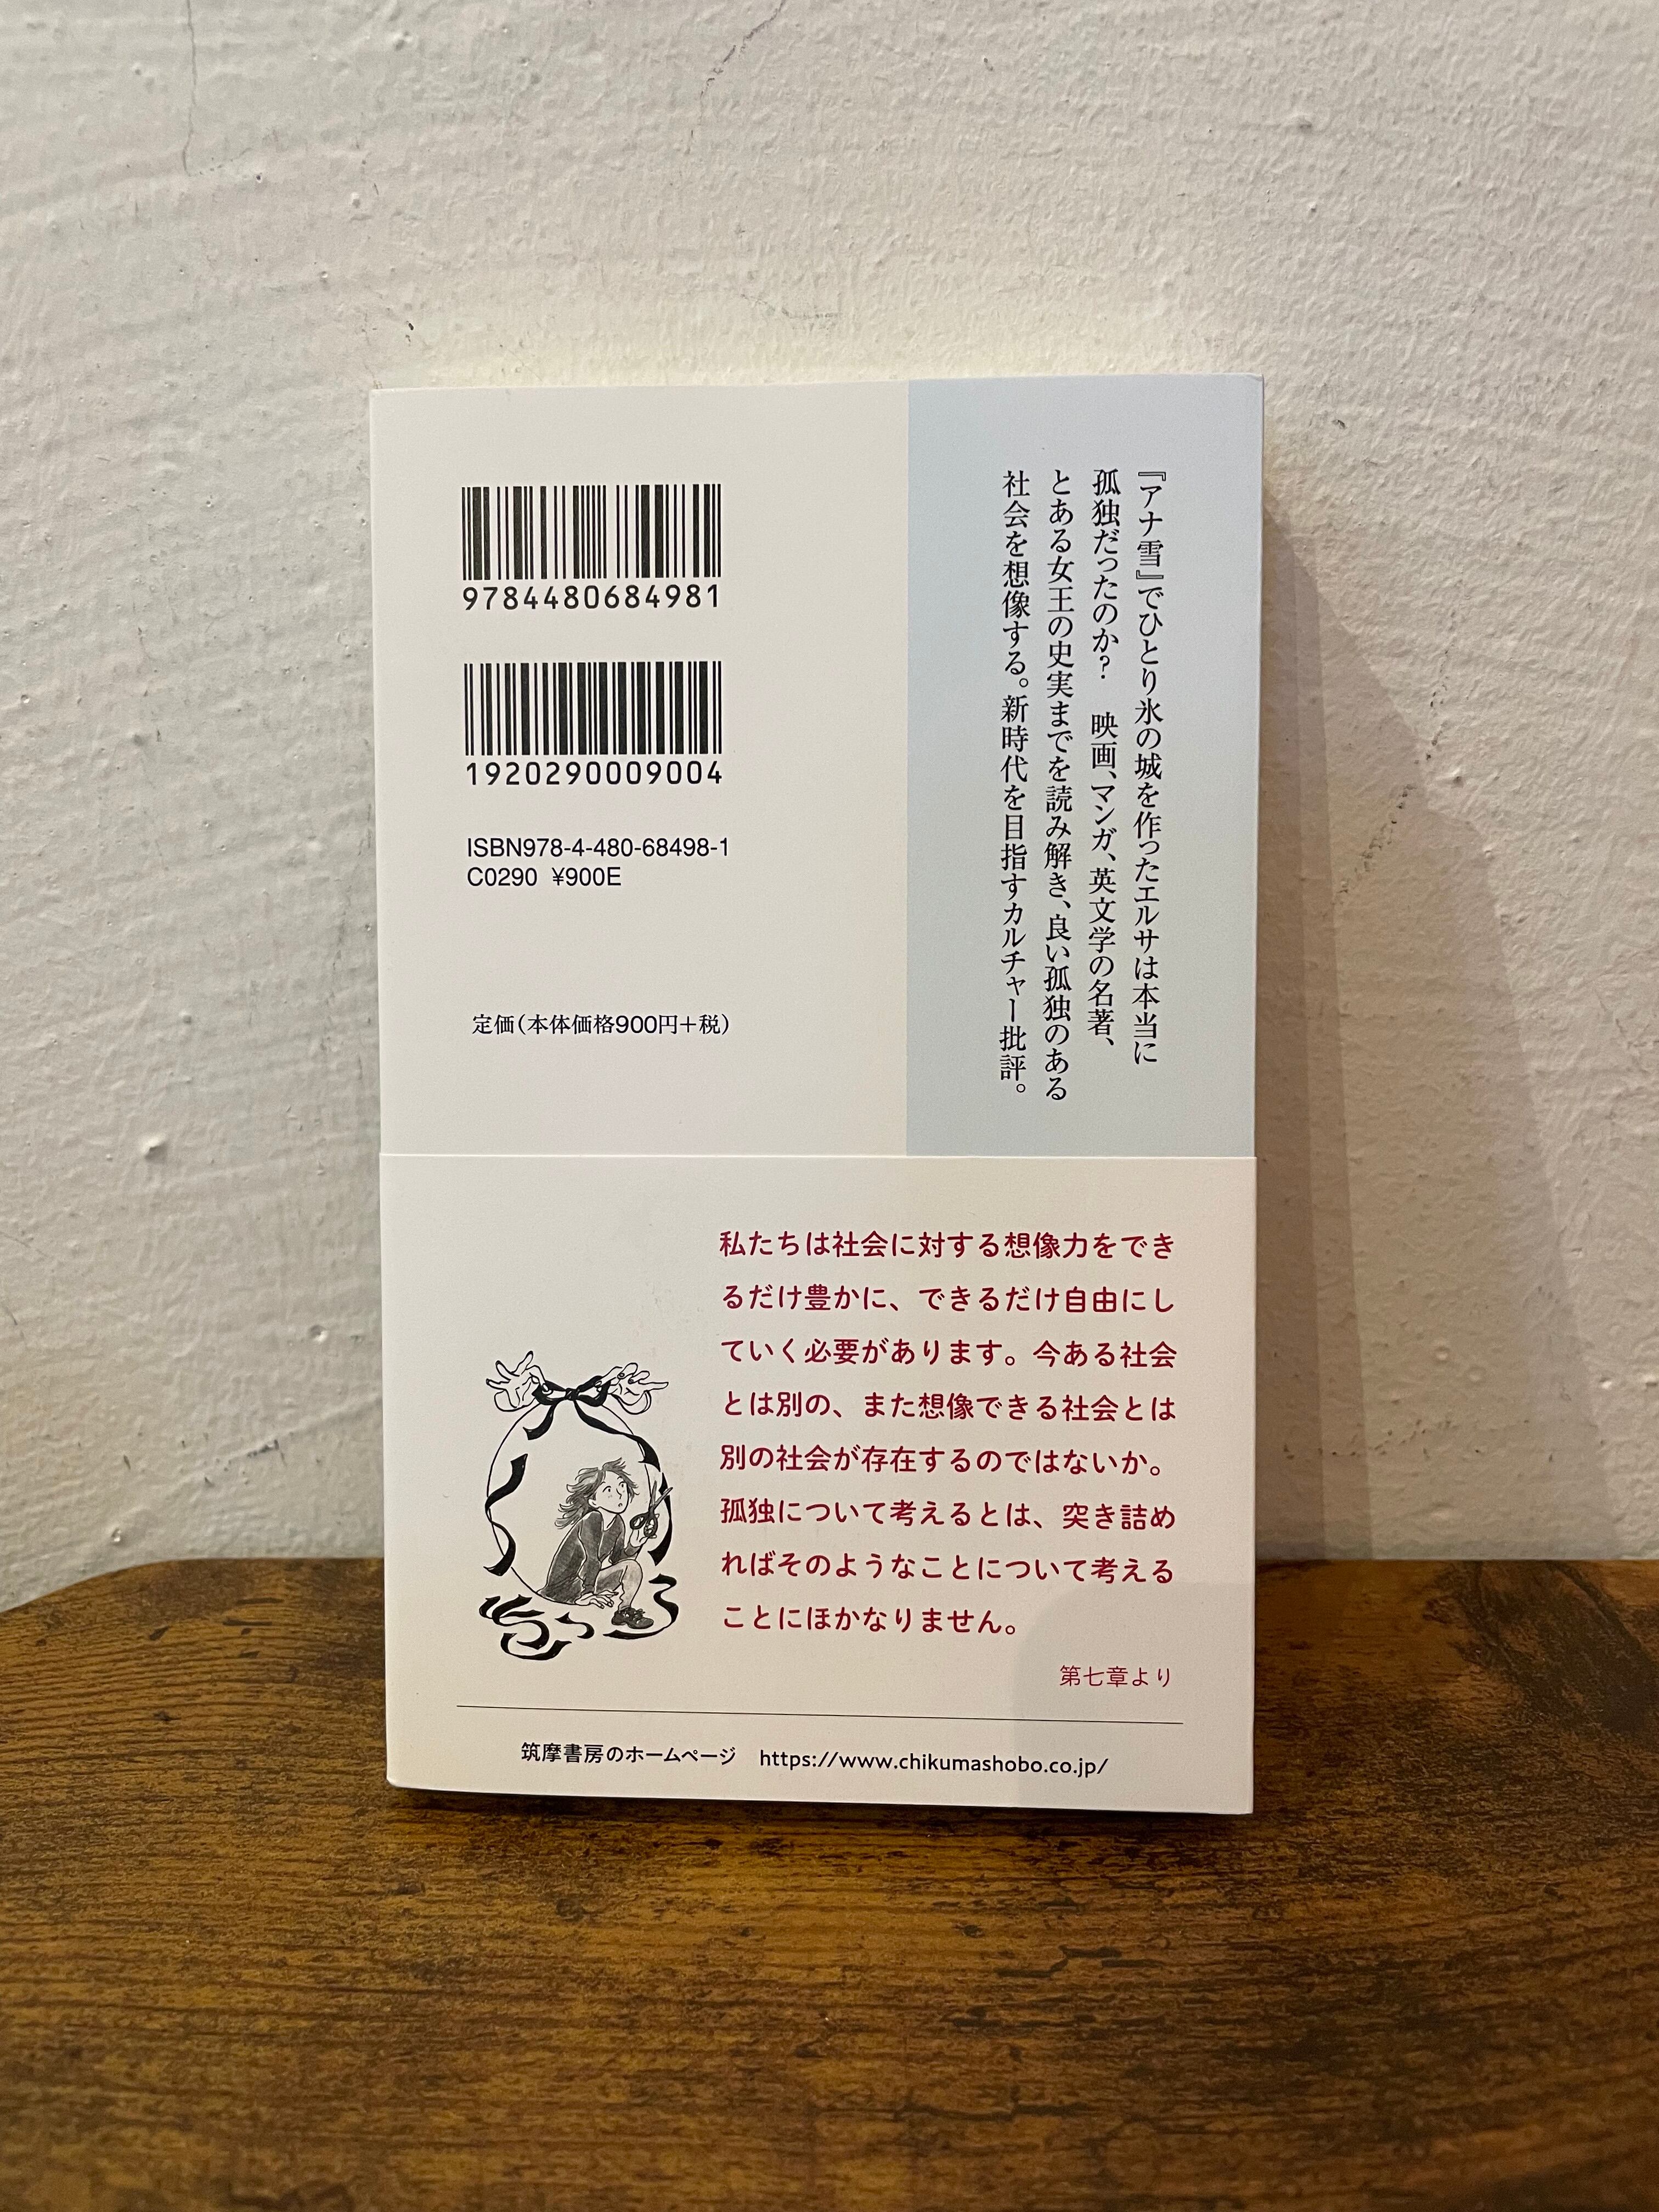 『アナ雪』でひとり氷の城を作ったエルサは本当に
孤独だったのか？　映画、マンガ、英文学の名著、
とある女王の史実までを読み解き、良い孤独のある
社会を想像する。新時代を目指すカルチャー批評。
9784480684981
1920290009004
ISBN978-4-480-68498-1
C0290 ¥900E
定価（本体価格900円＋税）
私たちは社会に対する想像力をでき
るだけ豊かに、できるだけ自由にし
ていく必要があります。今ある社会
とは別の、また想像できる社会とは
別の社会が存在するのではないか。
孤独について考えるとは、突き詰め
ればそのようなことについて考える
ことにほかなりません。
第七章より
筑摩書房のホームページ　https://www.chikumashobo.co.jp/